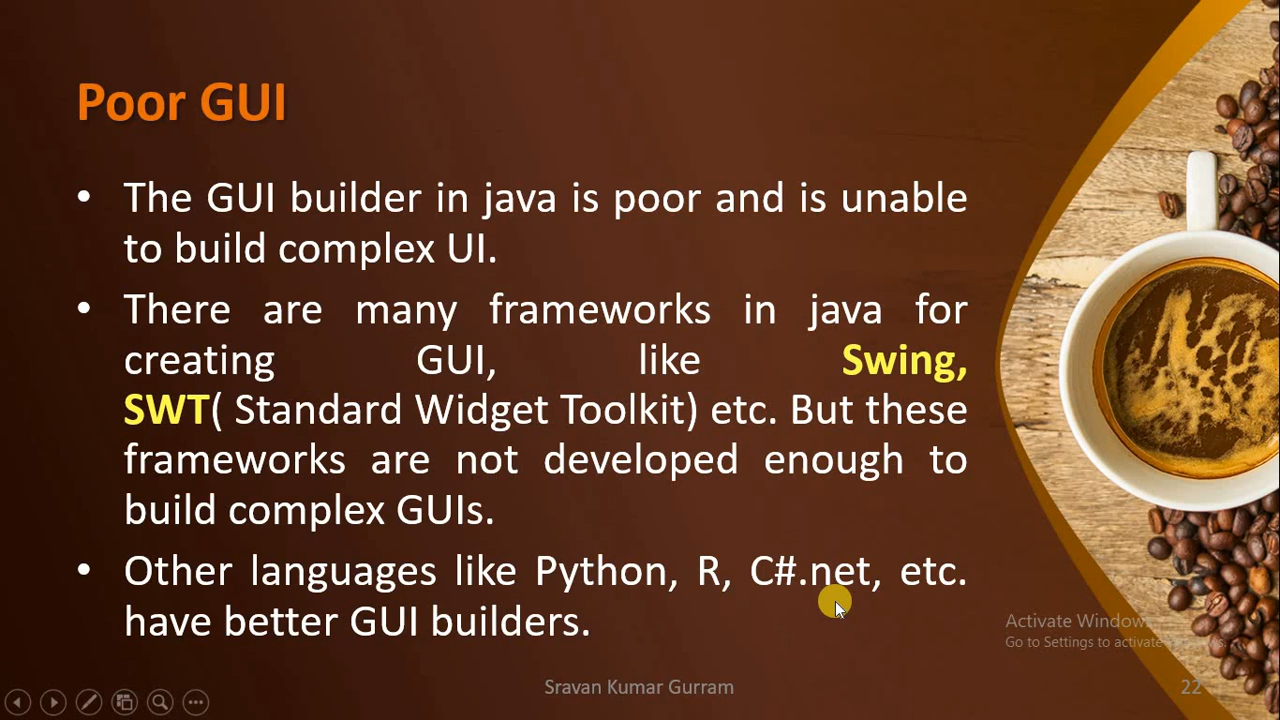 Poor GUI
• The GUI builder in java is poor and is unable
to build complex UI.
• There are many frameworks in java for
creating GUI, like Swing,
SWT( Standard Widget Toolkit) etc. But these
frameworks are not developed enough to
build complex GUIs.
• Other languages like Python, R, C#.net, etc.
have better GUI builders.
Activate Windows
Go to Settings to activate Windows.
Sravan Kumar Gurram
22